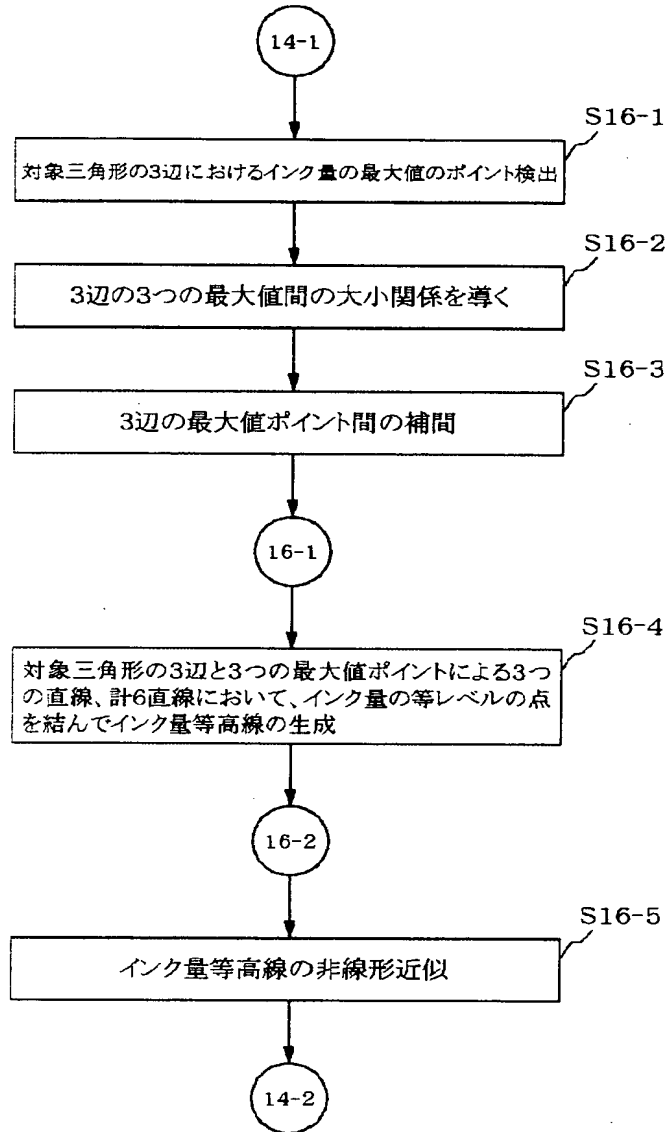 14-1
S16-1
対象三角形の3辺におけるインク量の最大値のポイント検出
S16-2
3辺の3つの最大値間の大小関係を導く
S16-3
3辺の最大値ポイント間の補間
16-1
S16-4
対象三角形の3辺と3つの最大値ポイントによる3つ
の直線、計6直線において、インク量の等レベルの点
を結んでインク量等高線の生成
16-2
S16-5
インク量等高線の非線形近似
14-2